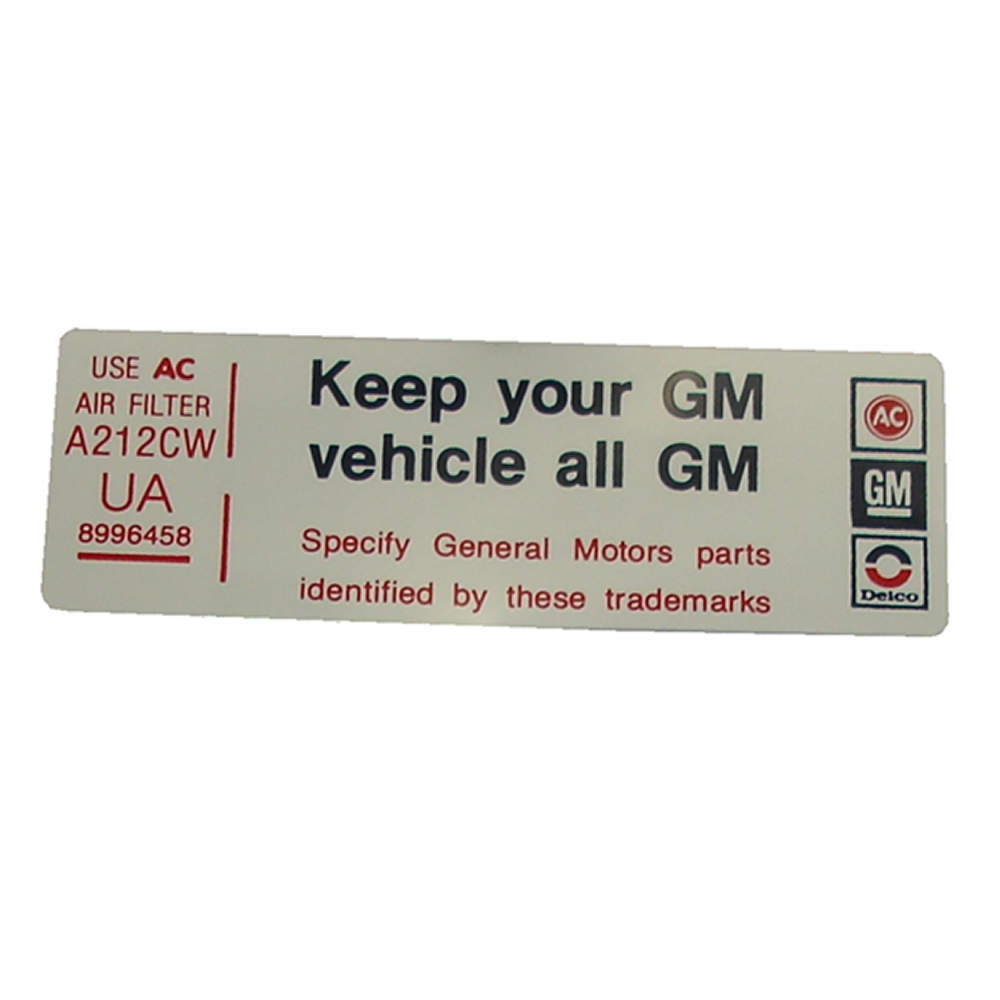 USE AC
AIR FILTER
A212CW
UA
8996458
Keep your GM
vehicle all GM
Specify General Motors parts
identified by these trademarks
AC
GM
Delco